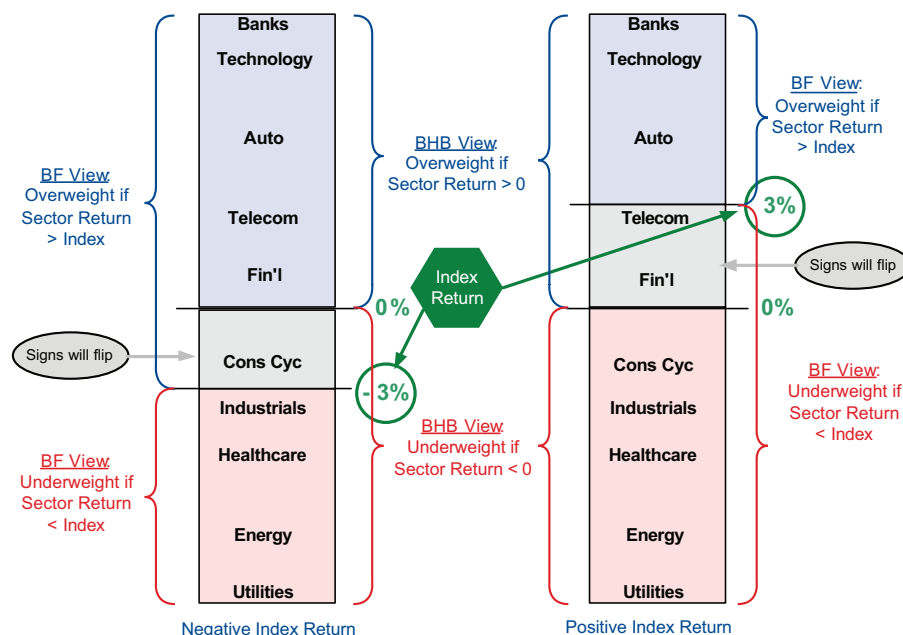 Banks
Technology
Auto
Telecom
Fin'l
Cons Cyc
Industrials
Healthcare
Energy
Utilities
Negative Index Return
BF View:
Overweight if
Sector Return
> Index
Signs will flip
BF View:
Underweight if
Sector Return
< Index
BHB View:
Overweight if
Sector Return > 0
Index
Return
0%
- 3%
BHB View:
Underweight if
Sector Return < 0
Banks
Technology
Auto
Telecom
Fin'l
Cons Cyc
Industrials
Healthcare
Energy
Utilities
Positive Index Return
BF View:
Overweight if
Sector Return
> Index
3%
Signs will flip
0%
BF View:
Underweight if
Sector Return
< Index